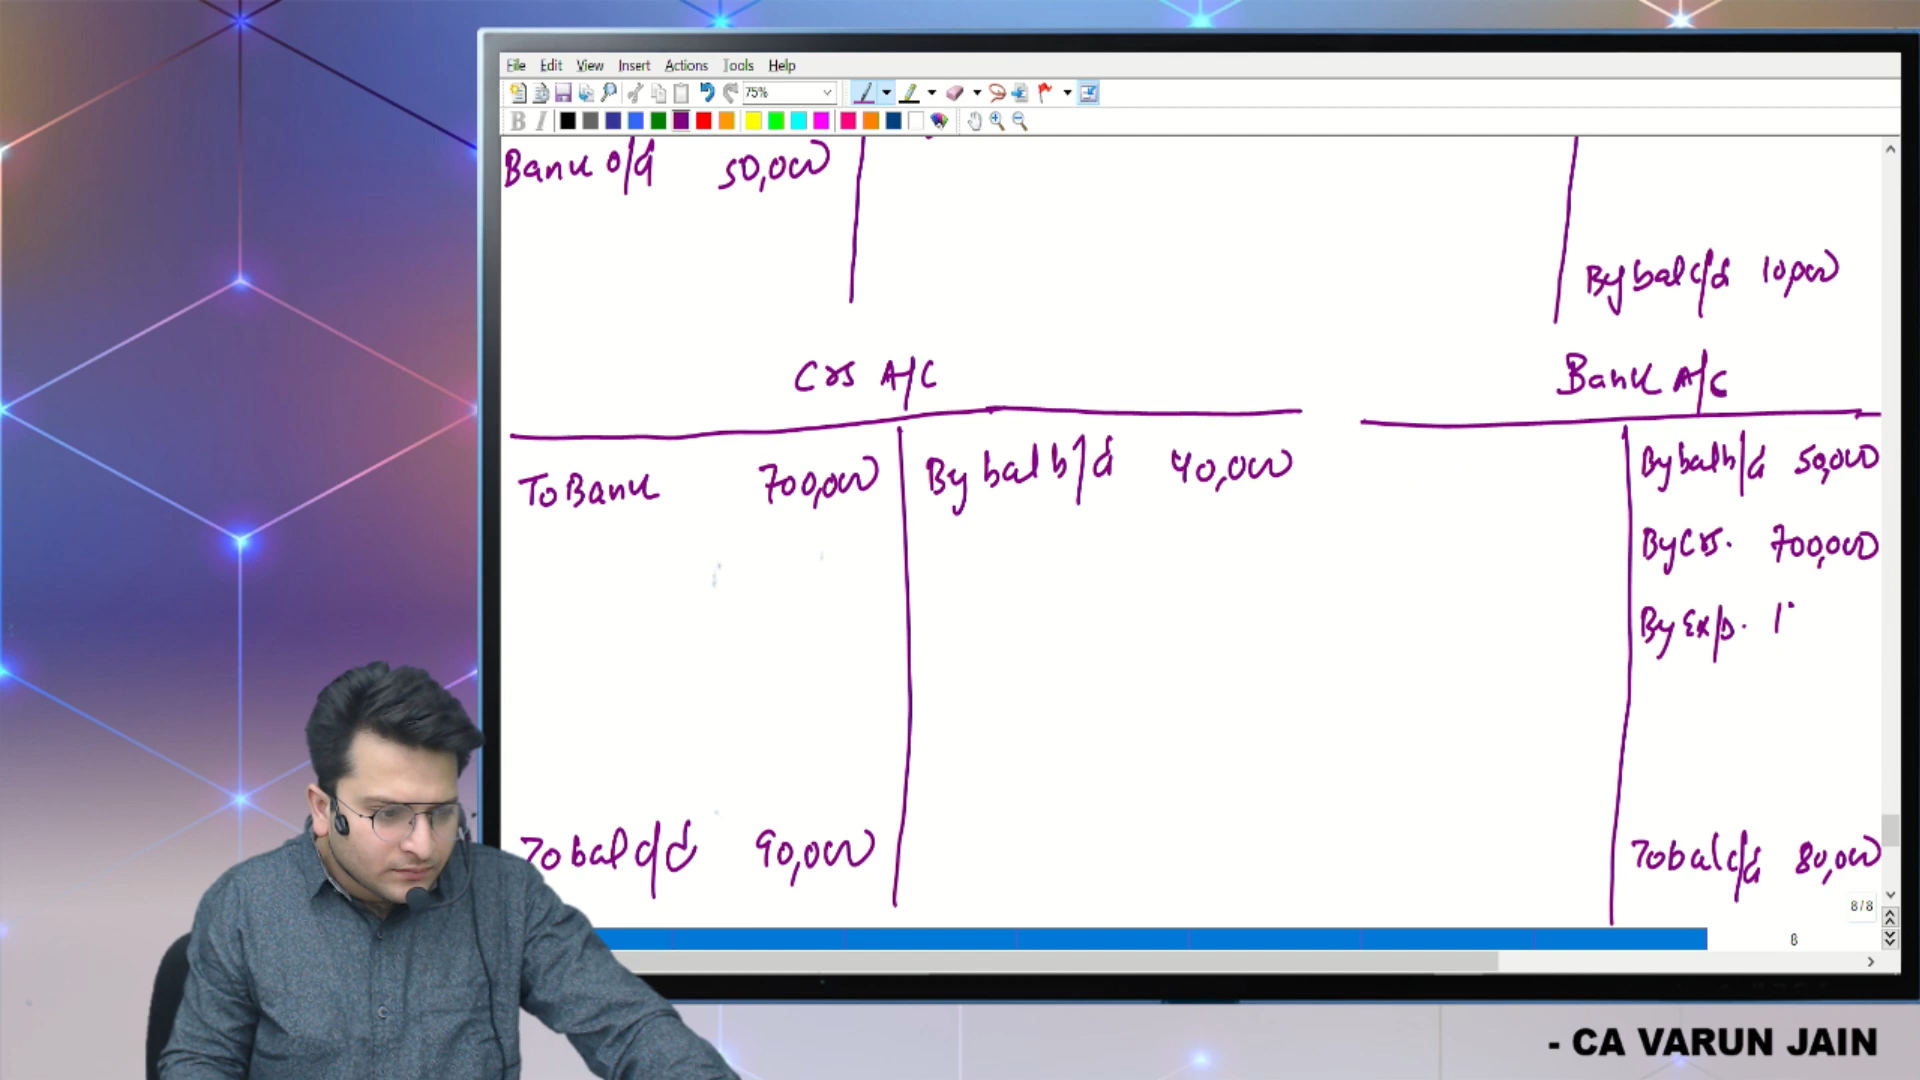 File Edit View Insert Actions Tools Help
75%
B I
Bank o/d 50,000
By bal c/d 10,000
Crs A/C
Bank A/C
To Bank 700,000 By bal b/d 40,000
By bal b/d 50,000
By Crs. 700,000
By Exp. 1
To bal c/d 90,000
To bal c/d 80,000
8/8
8
- CA VARUN JAIN